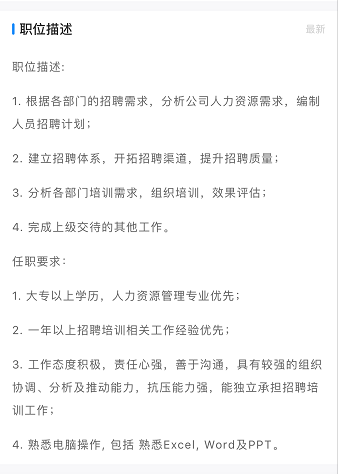 职位描述
最新
职位描述:
1. 根据各部门的招聘需求，分析公司人力资源需求，编制
人员招聘计划；
2. 建立招聘体系，开拓招聘渠道，提升招聘质量；
3. 分析各部门培训需求，组织培训，效果评估；
4. 完成上级交待的其他工作。
任职要求：
1. 大专以上学历，人力资源管理专业优先；
2. 一年以上招聘培训相关工作经验优先；
3. 工作态度积极，责任心强，善于沟通，具有较强的组织
协调、分析及推动能力，抗压能力强，能独立承担招聘培
训工作；
4. 熟悉电脑操作, 包括 熟悉Excel, Word及PPT。